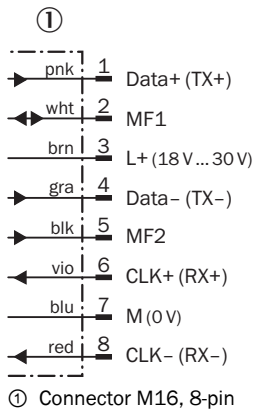 ①
pnk 1 Data+ (TX+)
wht 2 MF1
brn 3 L+ (18 V ... 30 V)
gra 4 Data– (TX–)
blk 5 MF2
vio 6 CLK+ (RX+)
blu 7 M (0 V)
red 8 CLK– (RX–)
① Connector M16, 8-pin